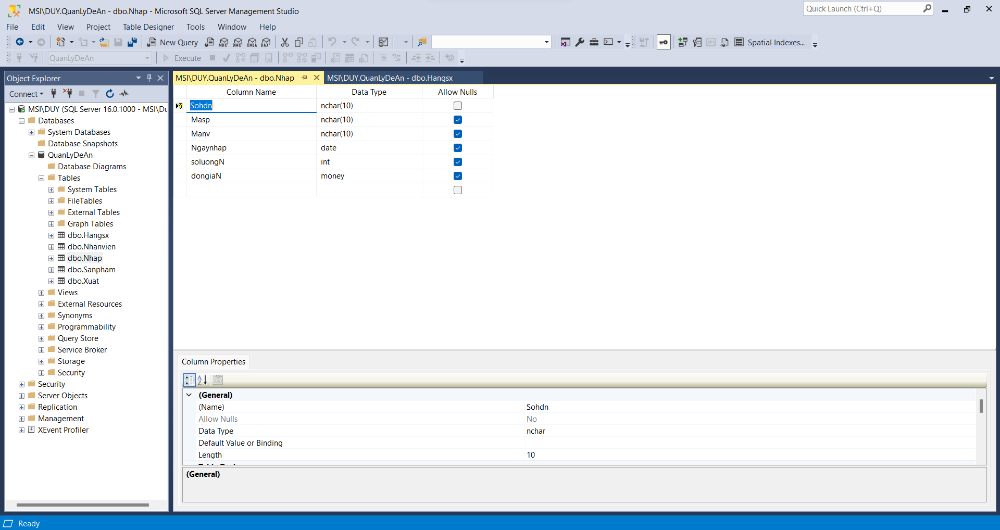 MSI\DUY.QuanLyDeAn - dbo.Nhap - Microsoft SQL Server Management Studio
Quick Launch (Ctrl+Q)
File Edit View Project Table Designer Tools Window Help
New Query MDX DMX XMLA DAX Spatial Indexes...
QuanLyDeAn Execute
Object Explorer
Connect
MSI\DUY (SQL Server 16.0.1000 - MSI\Du
Databases
System Databases
Database Snapshots
QuanLyDeAn
Database Diagrams
Tables
System Tables
FileTables
External Tables
Graph Tables
dbo.Hangsx
dbo.Nhanvien
dbo.Nhap
dbo.Sanpham
dbo.Xuat
Views
External Resources
Synonyms
Programmability
Query Store
Service Broker
Storage
Security
Security
Server Objects
Replication
Management
XEvent Profiler
MSI\DUY.QuanLyDeAn - dbo.Nhap MSI\DUY.QuanLyDeAn - dbo.Hangsx
Column Name Data Type Allow Nulls
Sohdn nchar(10)
Masp nchar(10)
Manv nchar(10)
Ngaynhap date
soluongN int
dongiaN money
Column Properties
(General)
(Name) Sohdn
Allow Nulls No
Data Type nchar
Default Value or Binding
Length 10
(General)
Ready